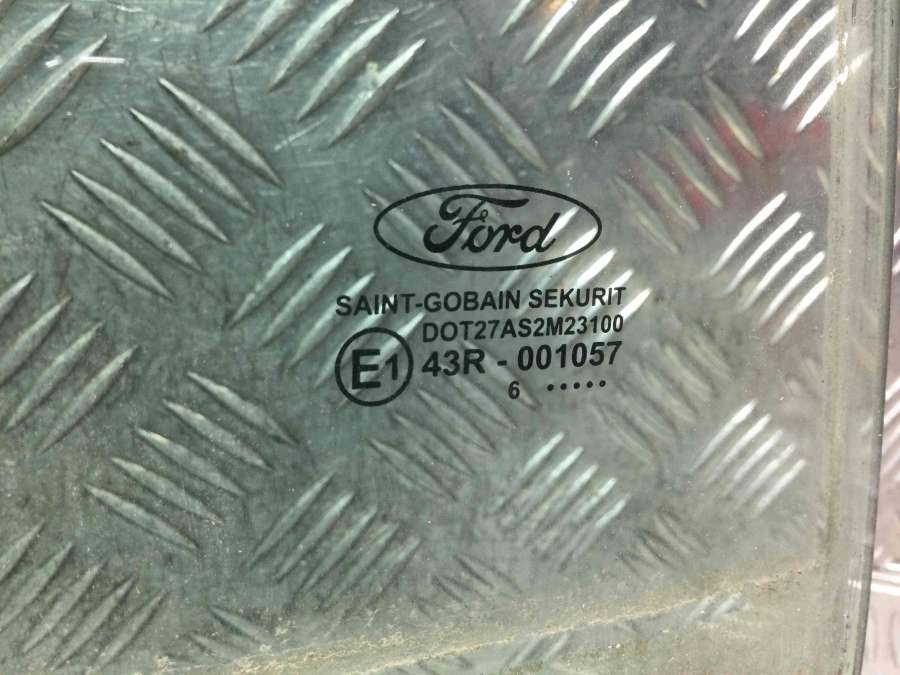 Ford
SAINT-GOBAIN SEKURIT
DOT27AS2M23100
E1 43R - 001057
6 •••••